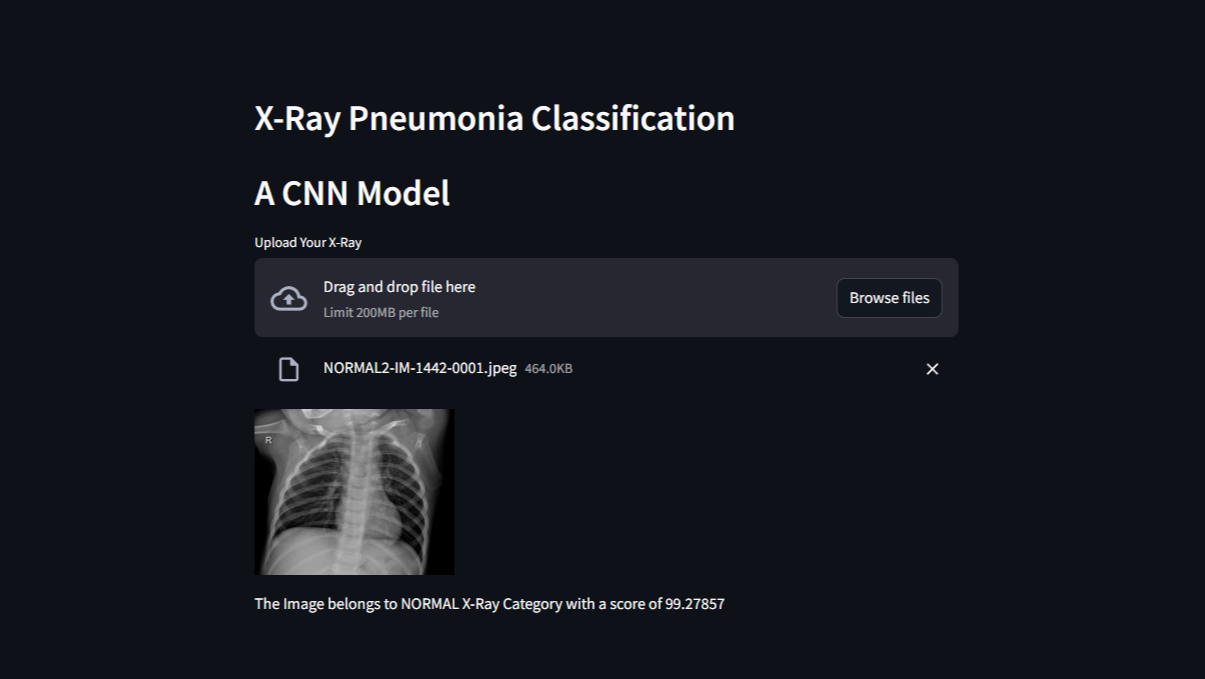 X-Ray Pneumonia Classification
A CNN Model
Upload Your X-Ray
Drag and drop file here
Limit 200MB per file
Browse files
NORMAL2-IM-1442-0001.jpeg 464.0KB
R
The Image belongs to NORMAL X-Ray Category with a score of 99.27857